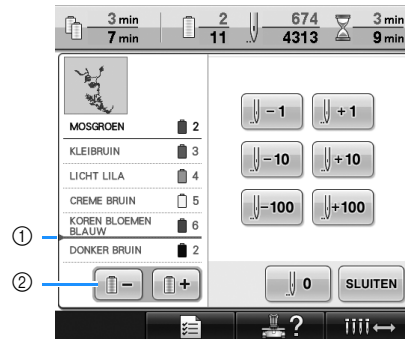 3 min
7 min
2
11
674
4313
3 min
9 min
MOSGROEN 2
KLEIBRUIN 3
LICHT LILA 4
CREME BRUIN 5
KOREN BLOEMEN
BLAUW 6
DONKER BRUIN 2
− 1
+ 1
− 10
+ 10
−100
+100
①
②
−
+
0
SLUITEN
?